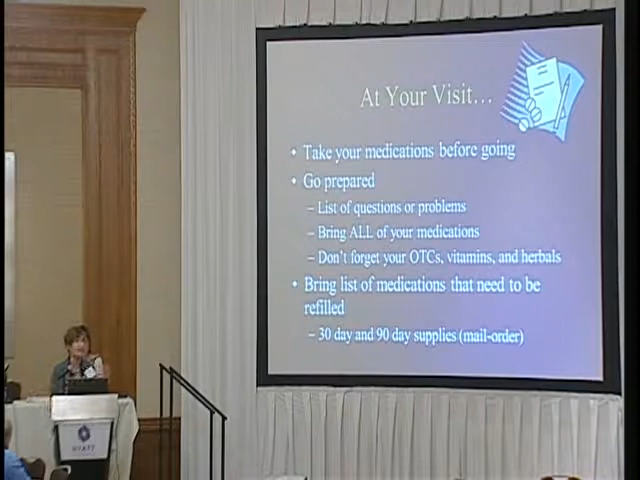 At Your Visit…
• Take your medications before going
• Go prepared
– List of questions or problems
– Bring ALL of your medications
– Don't forget your OTCs, vitamins, and herbals
• Bring list of medications that need to be
refilled
– 30 day and 90 day supplies (mail-order)
HYATT